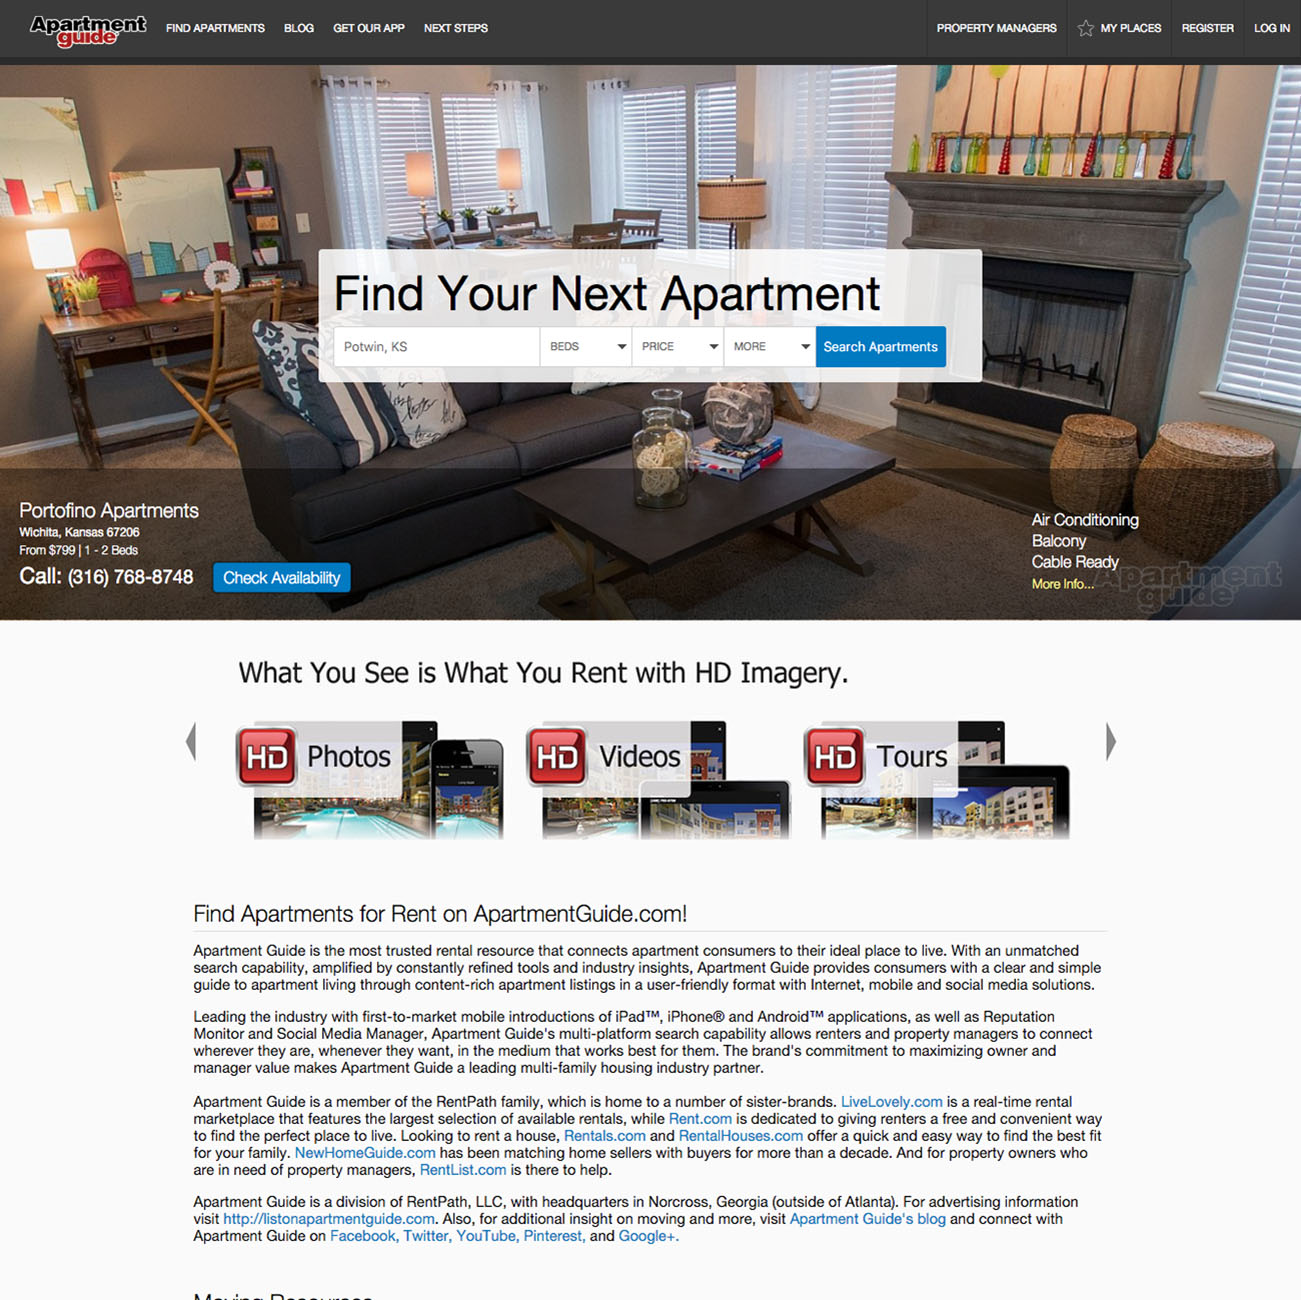 Apartment guide
FIND APARTMENTS
BLOG
GET OUR APP
NEXT STEPS
PROPERTY MANAGERS
MY PLACES
REGISTER
LOG IN
Find Your Next Apartment
Potwin, KS
BEDS
PRICE
MORE
Search Apartments
Portofino Apartments
Wichita, Kansas 67206
From $799 | 1 - 2 Beds
Call: (316) 768-8748
Check Availability
Air Conditioning
Balcony
Cable Ready
More Info...
Apartment guide
What You See is What You Rent with HD Imagery.
HD Photos
HD Videos
HD Tours
Find Apartments for Rent on ApartmentGuide.com!
Apartment Guide is the most trusted rental resource that connects apartment consumers to their ideal place to live. With an unmatched
search capability, amplified by constantly refined tools and industry insights, Apartment Guide provides consumers with a clear and simple
guide to apartment living through content-rich apartment listings in a user-friendly format with Internet, mobile and social media solutions.
Leading the industry with first-to-market mobile introductions of iPad™, iPhone® and Android™ applications, as well as Reputation
Monitor and Social Media Manager, Apartment Guide's multi-platform search capability allows renters and property managers to connect
wherever they are, whenever they want, in the medium that works best for them. The brand's commitment to maximizing owner and
manager value makes Apartment Guide a leading multi-family housing industry partner.
Apartment Guide is a member of the RentPath family, which is home to a number of sister-brands. LiveLovely.com is a real-time rental
marketplace that features the largest selection of available rentals, while Rent.com is dedicated to giving renters a free and convenient way
to find the perfect place to live. Looking to rent a house, Rentals.com and RentalHouses.com offer a quick and easy way to find the best fit
for your family. NewHomeGuide.com has been matching home sellers with buyers for more than a decade. And for property owners who
are in need of property managers, RentList.com is there to help.
Apartment Guide is a division of RentPath, LLC, with headquarters in Norcross, Georgia (outside of Atlanta). For advertising information
visit http://listonapartmentguide.com. Also, for additional insight on moving and more, visit Apartment Guide's blog and connect with
Apartment Guide on Facebook, Twitter, YouTube, Pinterest, and Google+.
Moving Resources